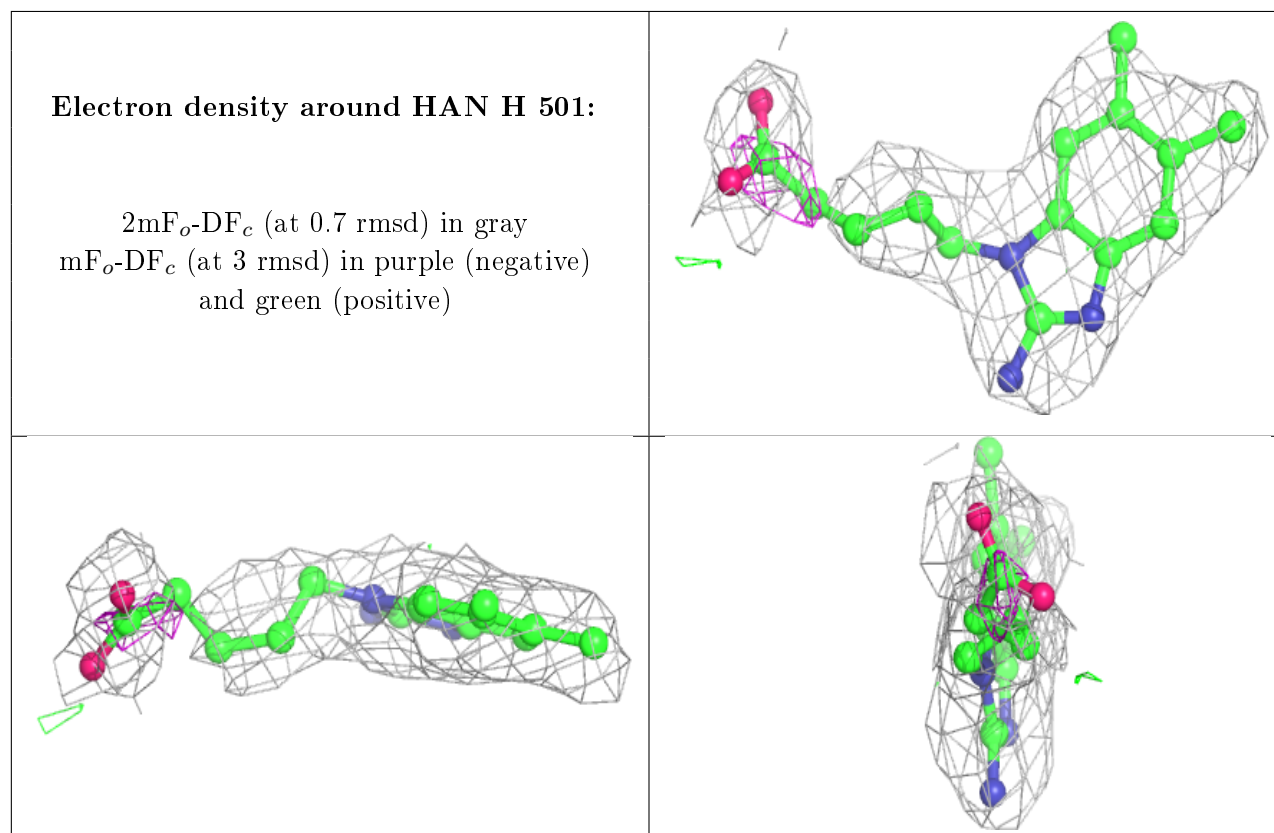 Electron density around HAN H 501:
2mFo-DFc (at 0.7 rmsd) in gray
mFo-DFc (at 3 rmsd) in purple (negative)
and green (positive)